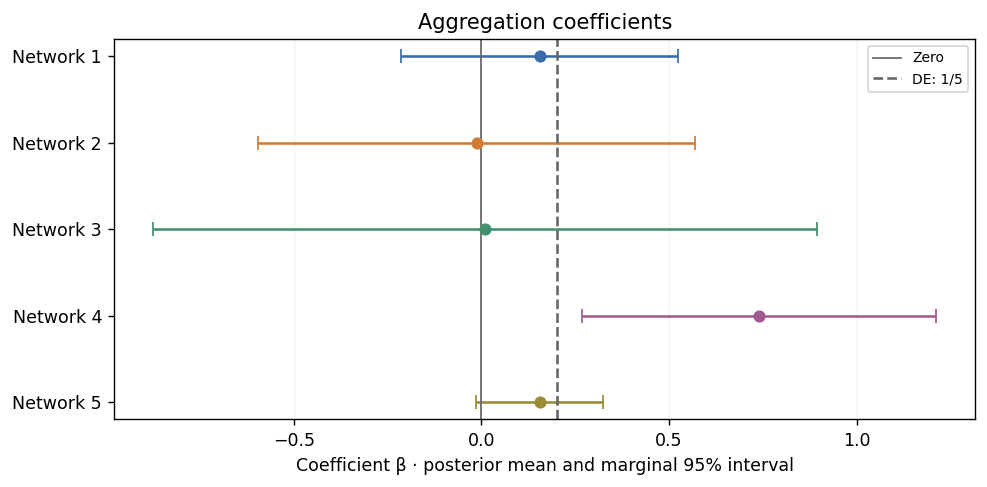 Aggregation coefficients
Network 1
Network 2
Network 3
Network 4
Network 5
Zero
DE: 1/5
−0.5
0.0
0.5
1.0
Coefficient β · posterior mean and marginal 95% interval